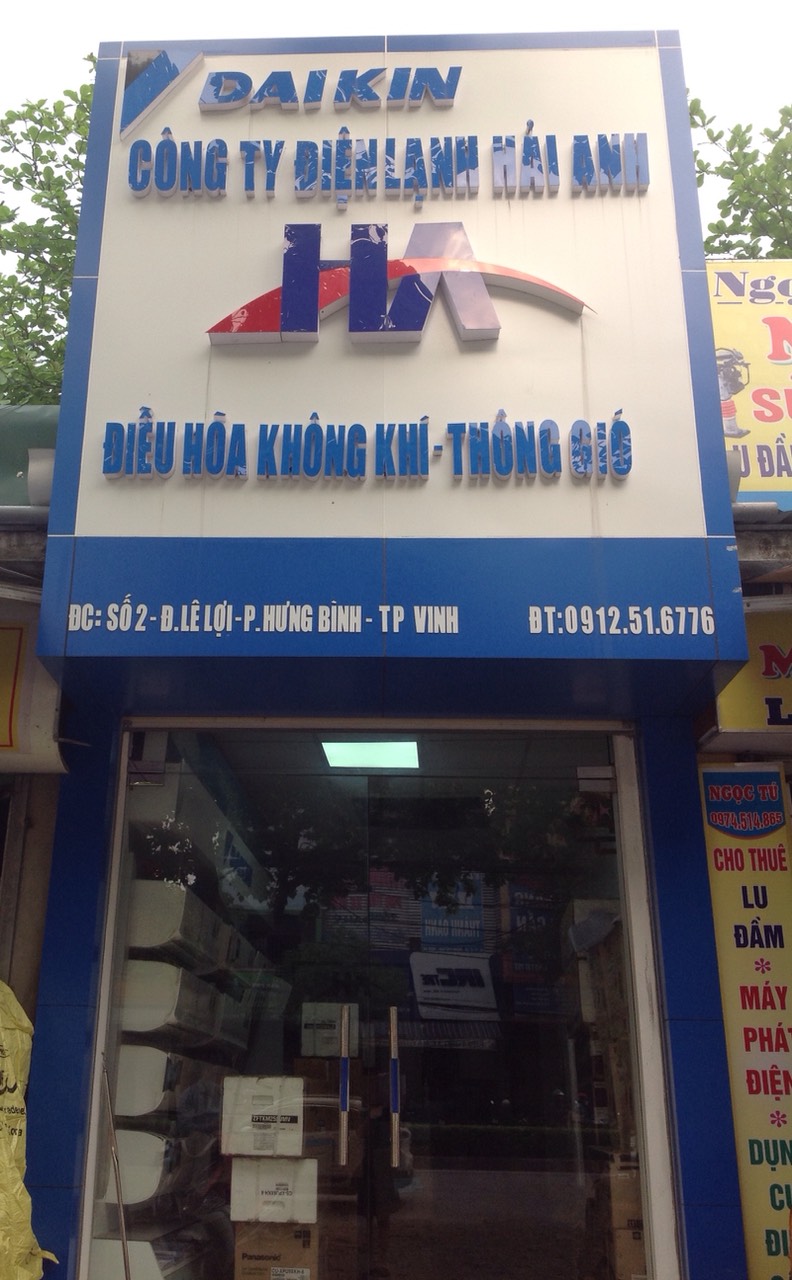 DAIKIN
CÔNG TY ĐIỆN LẠNH HẢI ANH
HA
ĐIỀU HÒA KHÔNG KHÍ - THÔNG GIÓ
ĐC: SỐ 2 - Đ.LÊ LỢI - P. HƯNG BÌNH - TP VINH
ĐT:0912.51.6776
NGỌC TÚ
0974.514.865
CHO THUÊ
LU
ĐẦM
*
MÁY
PHÁT
ĐIỆN
*
Panasonic